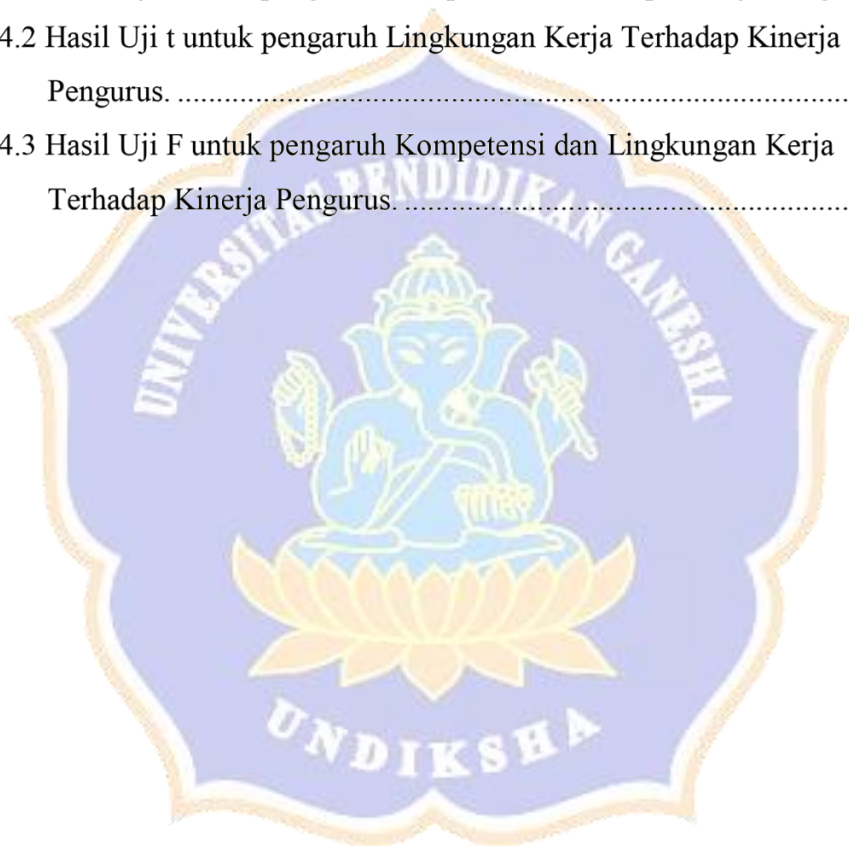 4.2 Hasil Uji t untuk pengaruh Lingkungan Kerja Terhadap Kinerja
Pengurus. ........................................................................................
4.3 Hasil Uji F untuk pengaruh Kompetensi dan Lingkungan Kerja
Terhadap Kinerja Pengurus. ..........................................................
UNIVERSITAS PENDIDIKAN GANESHA
UNDIKSHA